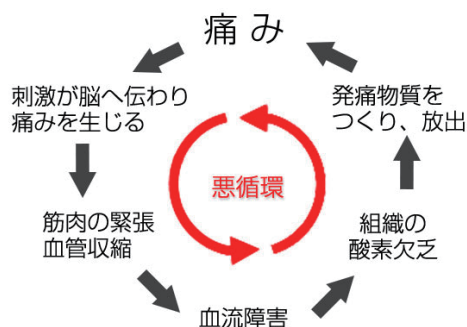 痛み
刺激が脳へ伝わり
痛みを生じる
筋肉の緊張
血管収縮
血流障害
組織の
酸素欠乏
発痛物質を
つくり、放出
悪循環